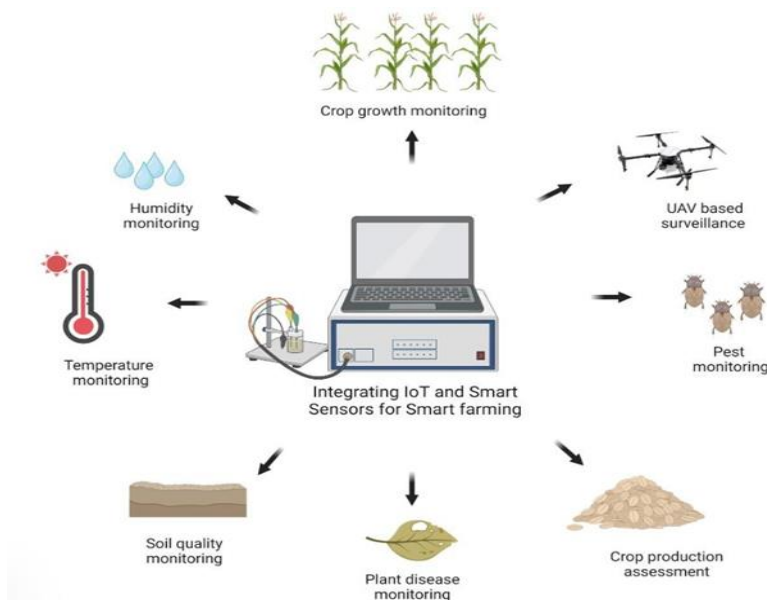 Crop growth monitoring
Humidity
monitoring
UAV based
surveillance
Temperature
monitoring
Pest
monitoring
Integrating IoT and Smart
Sensors for Smart farming
Soil quality
monitoring
Plant disease
monitoring
Crop production
assessment